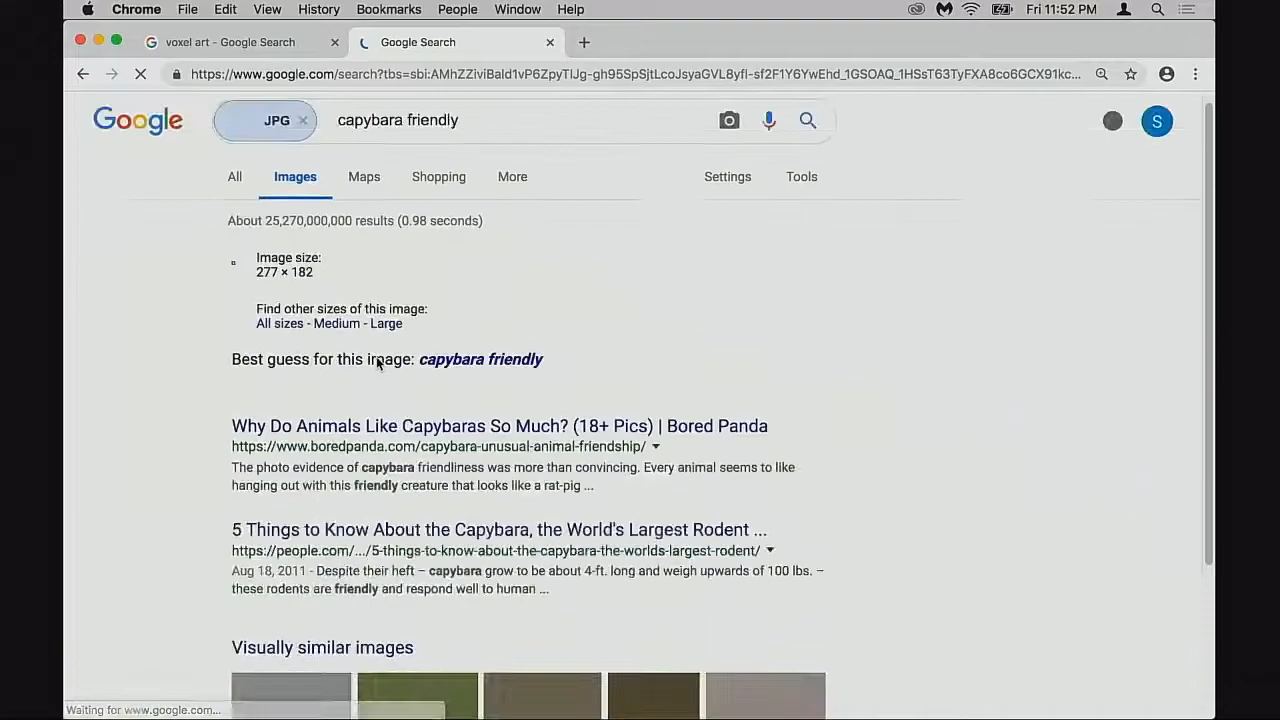 Chrome File Edit View History Bookmarks People Window Help Fri 11:52 PM
voxel art - Google Search Google Search
https://www.google.com/search?tbs=sbi:
Google JPG capybara friendly S
All Images Maps Shopping More Settings Tools
About 25,270,000,000 results (0.98 seconds)
Image size:
277 × 182
Find other sizes of this image:
All sizes - Medium - Large
Best guess for this image: capybara friendly
Why Do Animals Like Capybaras So Much? (18+ Pics) | Bored Panda
https://www.boredpanda.com/capybara-unusual-animal-friendship/
The photo evidence of capybara friendliness was more than convincing. Every animal seems to like
hanging out with this friendly creature that looks like a rat-pig ...
5 Things to Know About the Capybara, the World's Largest Rodent ...
https://people.com/.../5-things-to-know-about-the-capybara-the-worlds-largest-rodent/
Aug 18, 2011 - Despite their heft – capybara grow to be about 4-ft. long and weigh upwards of 100 lbs. –
these rodents are friendly and respond well to human ...
Visually similar images
Waiting for www.google.com...